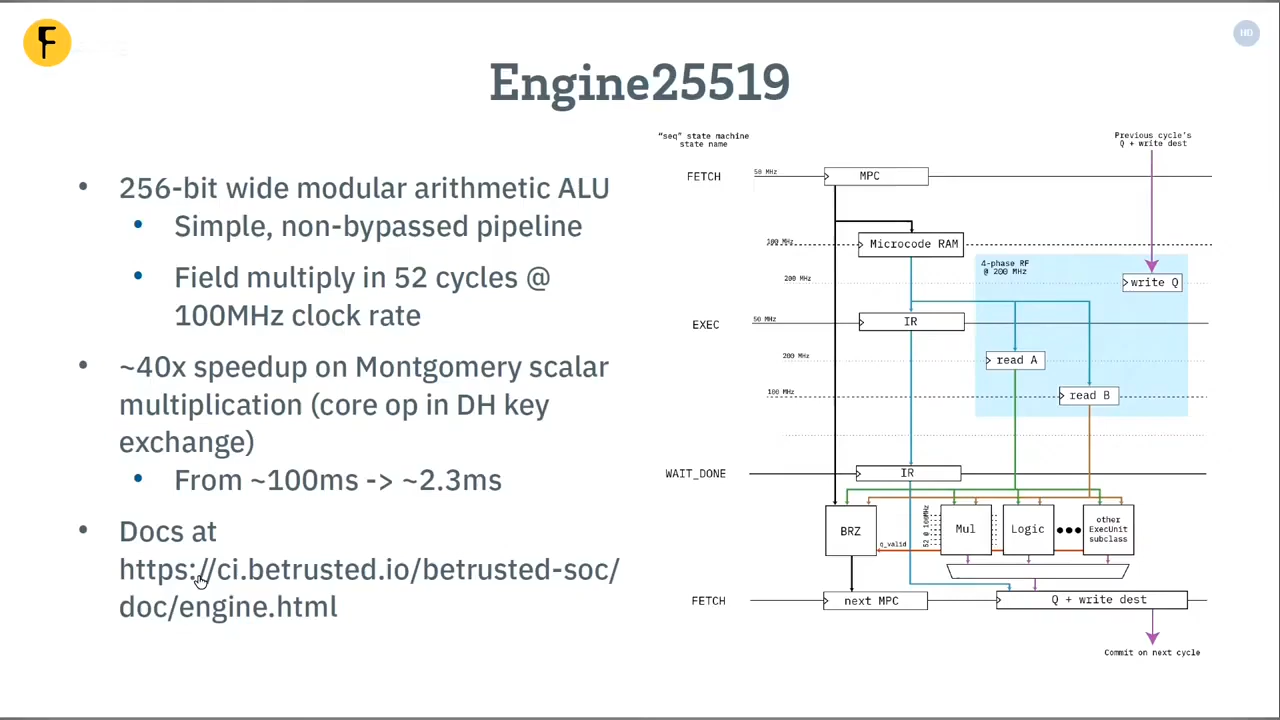 Engine25519
• 256-bit wide modular arithmetic ALU
• Simple, non-bypassed pipeline
• Field multiply in 52 cycles @
100MHz clock rate
• ~40x speedup on Montgomery scalar
multiplication (core op in DH key
exchange)
• From ~100ms -> ~2.3ms
• Docs at
https://ci.betrusted.io/betrusted-soc/
doc/engine.html
"seq" state machine
state name
Previous cycle's
Q + write dest
FETCH
50 MHz
MPC
100 MHz
Microcode RAM
4-phase RF
@ 200 MHz
200 MHz
write Q
EXEC
50 MHz
IR
200 MHz
read A
100 MHz
read B
WAIT_DONE
IR
BRZ
q_valid
52 @ 100MHz
Mul
Logic
●●●
other
ExecUnit
subclass
FETCH
next MPC
Q + write dest
Commit on next cycle